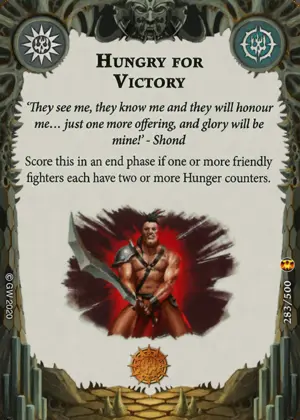 HUNGRY FOR
VICTORY
'They see me, they know me and they will honour
me... just one more offering, and glory will be
mine!' - Shond
Score this in an end phase if one or more friendly
fighters each have two or more Hunger counters.
© GW 2020
283/500